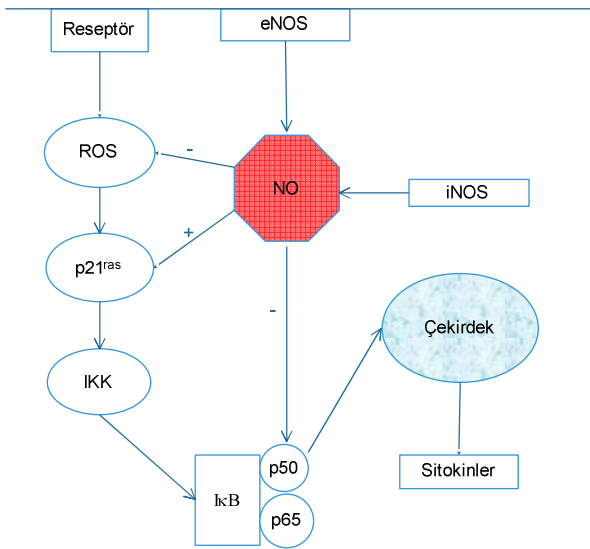 Reseptör
eNOS
ROS
-
NO
iNOS
+
p21ras
-
Çekirdek
IKK
p50
Sitokinler
IκB
p65